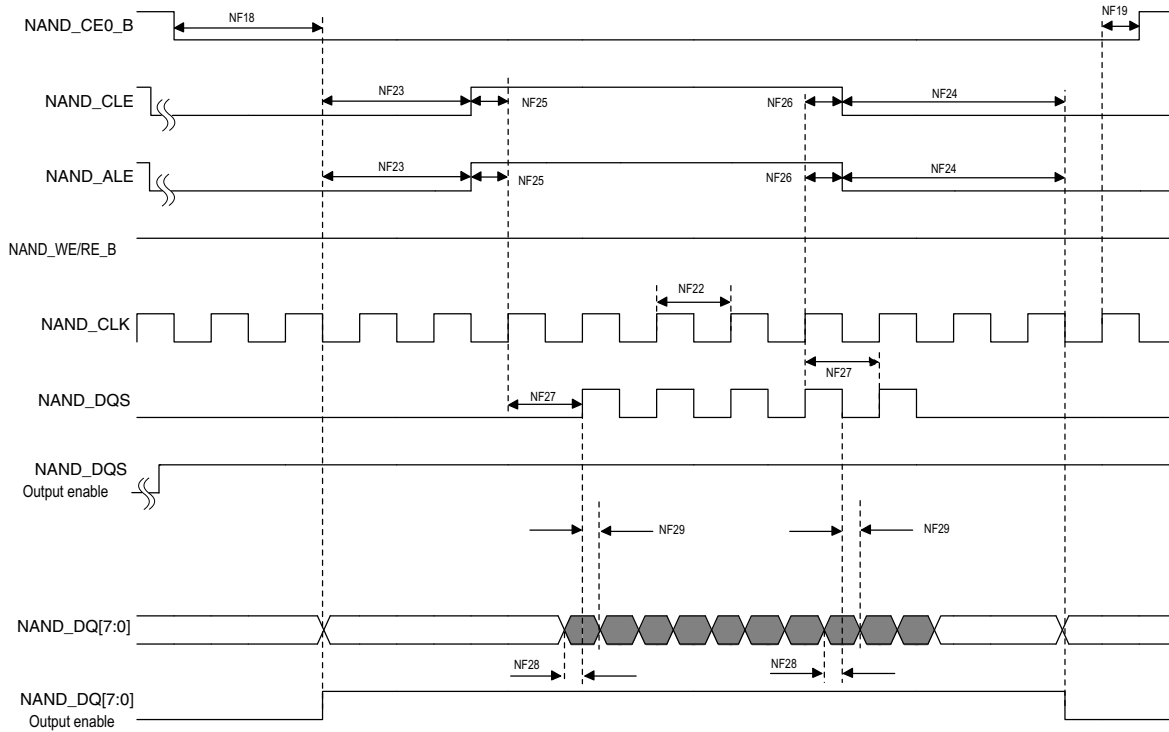 NAND_CE0_B
NF18
NF19
NAND_CLE
NF23
NF25
NF26
NF24
NAND_ALE
NF23
NF25
NF26
NF24
NAND_WE/RE_B
NF22
NAND_CLK
NF27
NAND_DQS
NF27
NAND_DQS
Output enable
NF29
NF29
NAND_DQ[7:0]
NF28
NF28
NAND_DQ[7:0]
Output enable